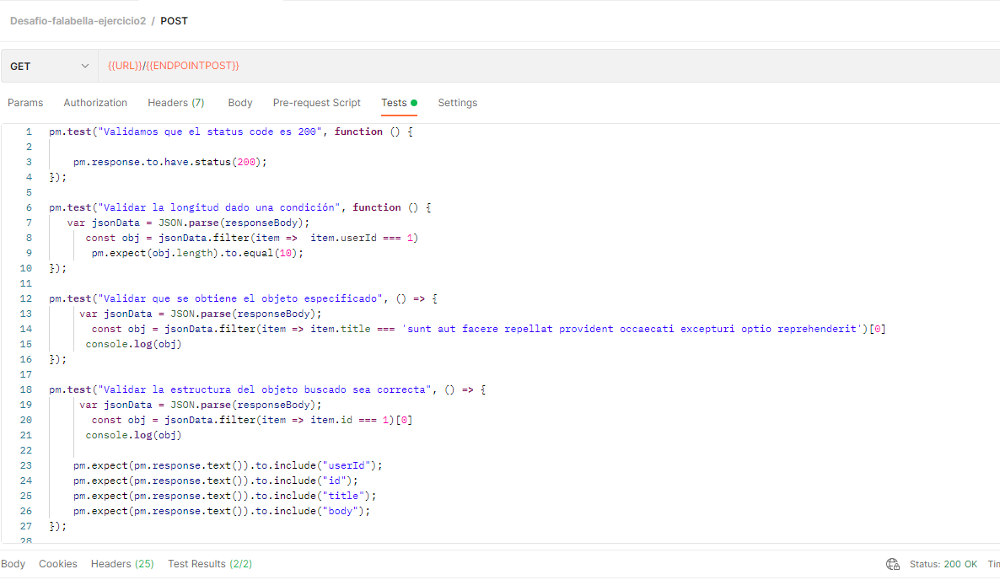 Desafio-falabella-ejercicio2 / POST
GET {{URL}}/{{ENDPOINTPOST}}
Params Authorization Headers (7) Body Pre-request Script Tests Settings
1 pm.test("Validamos que el status code es 200", function () {
2
3 pm.response.to.have.status(200);
4 });
5
6 pm.test("Validar la longitud dado una condición", function () {
7 var jsonData = JSON.parse(responseBody);
8 const obj = jsonData.filter(item =>  item.userId === 1)
9 pm.expect(obj.length).to.equal(10);
10 });
11
12 pm.test("Validar que se obtiene el objeto especificado", () => {
13 var jsonData = JSON.parse(responseBody);
14 const obj = jsonData.filter(item => item.title === 'sunt aut facere repellat provident occaecati excepturi optio reprehenderit')[0]
15 console.log(obj)
16 });
17
18 pm.test("Validar la estructura del objeto buscado sea correcta", () => {
19 var jsonData = JSON.parse(responseBody);
20 const obj = jsonData.filter(item => item.id === 1)[0]
21 console.log(obj)
22
23 pm.expect(pm.response.text()).to.include("userId");
24 pm.expect(pm.response.text()).to.include("id");
25 pm.expect(pm.response.text()).to.include("title");
26 pm.expect(pm.response.text()).to.include("body");
27 });
28
Body Cookies Headers (25) Test Results (2/2) Status: 200 OK Tin